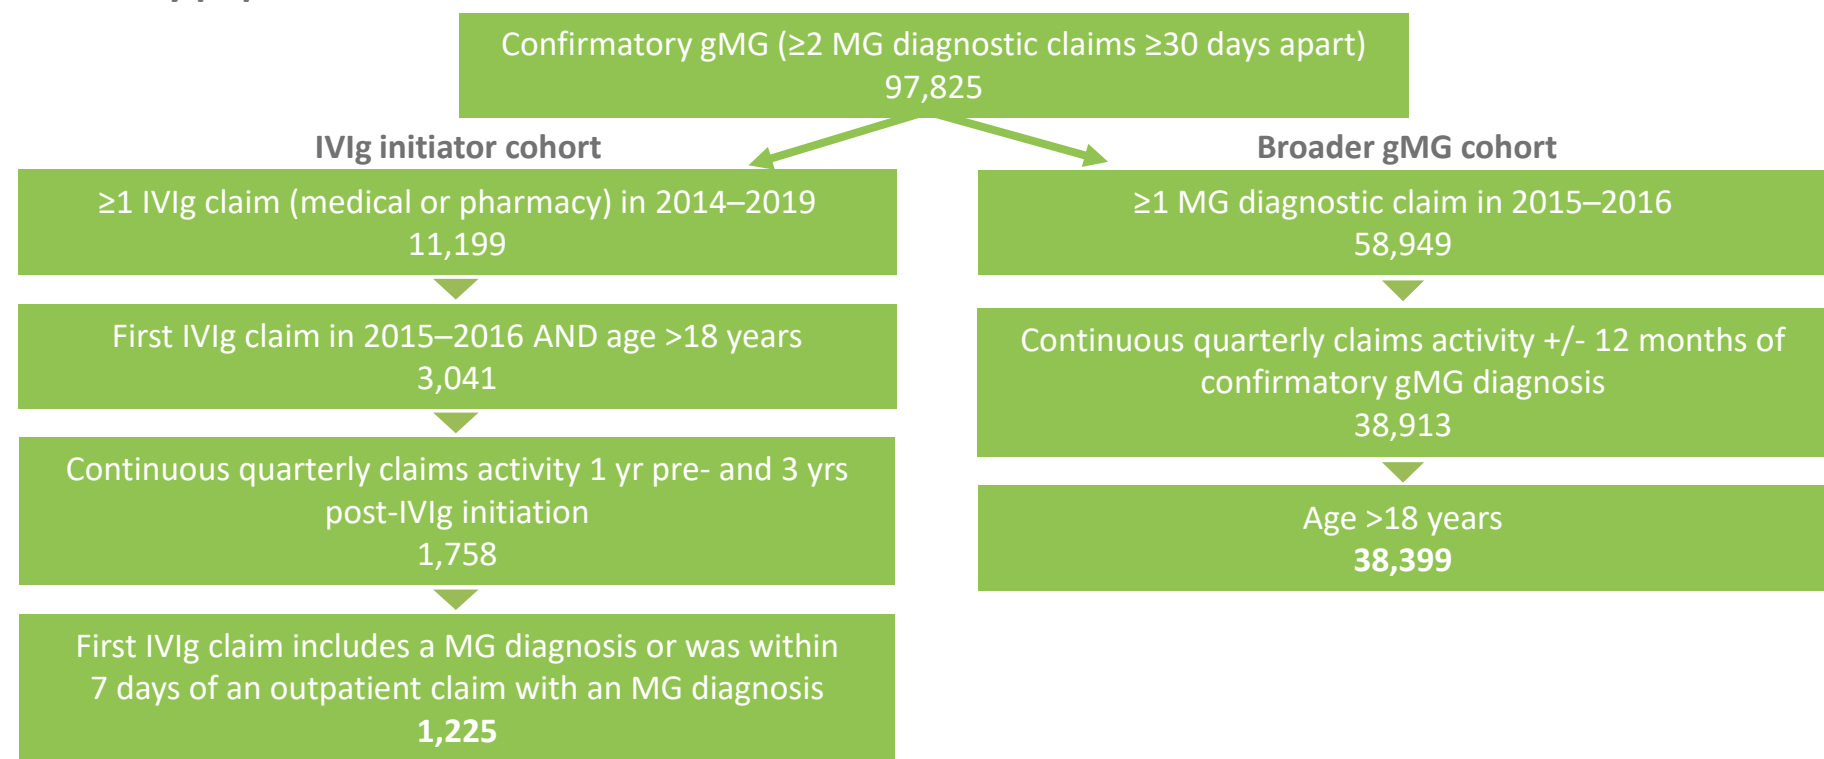 Confirmatory gMG (≥2 MG diagnostic claims ≥30 days apart)
97,825
IVIg initiator cohort
≥1 IVIg claim (medical or pharmacy) in 2014–2019
11,199
First IVIg claim in 2015–2016 AND age >18 years
3,041
Continuous quarterly claims activity 1 yr pre- and 3 yrs
post-IVIg initiation
1,758
First IVIg claim includes a MG diagnosis or was within
7 days of an outpatient claim with an MG diagnosis
1,225
Broader gMG cohort
≥1 MG diagnostic claim in 2015–2016
58,949
Continuous quarterly claims activity +/- 12 months of
confirmatory gMG diagnosis
38,913
Age >18 years
38,399